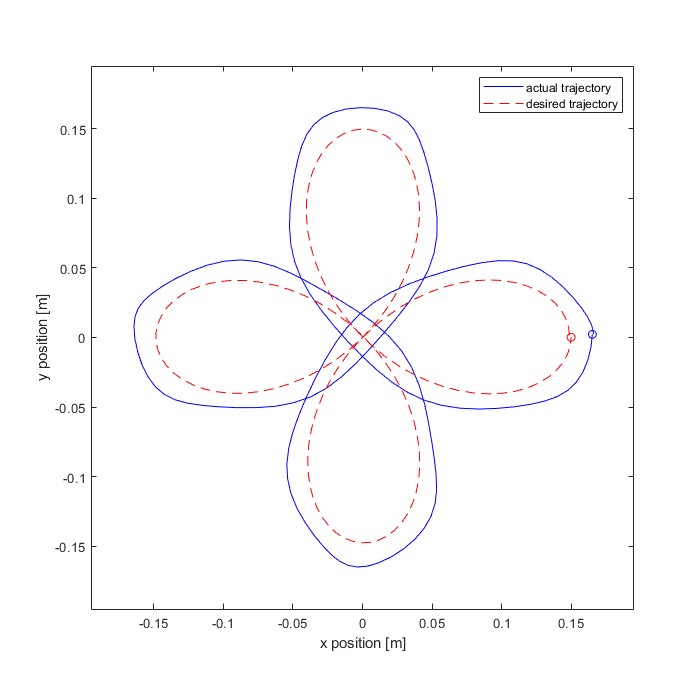 actual trajectory
desired trajectory
0.15
0.1
0.05
0
-0.05
-0.1
-0.15
y position [m]
-0.15 -0.1 -0.05 0 0.05 0.1 0.15
x position [m]